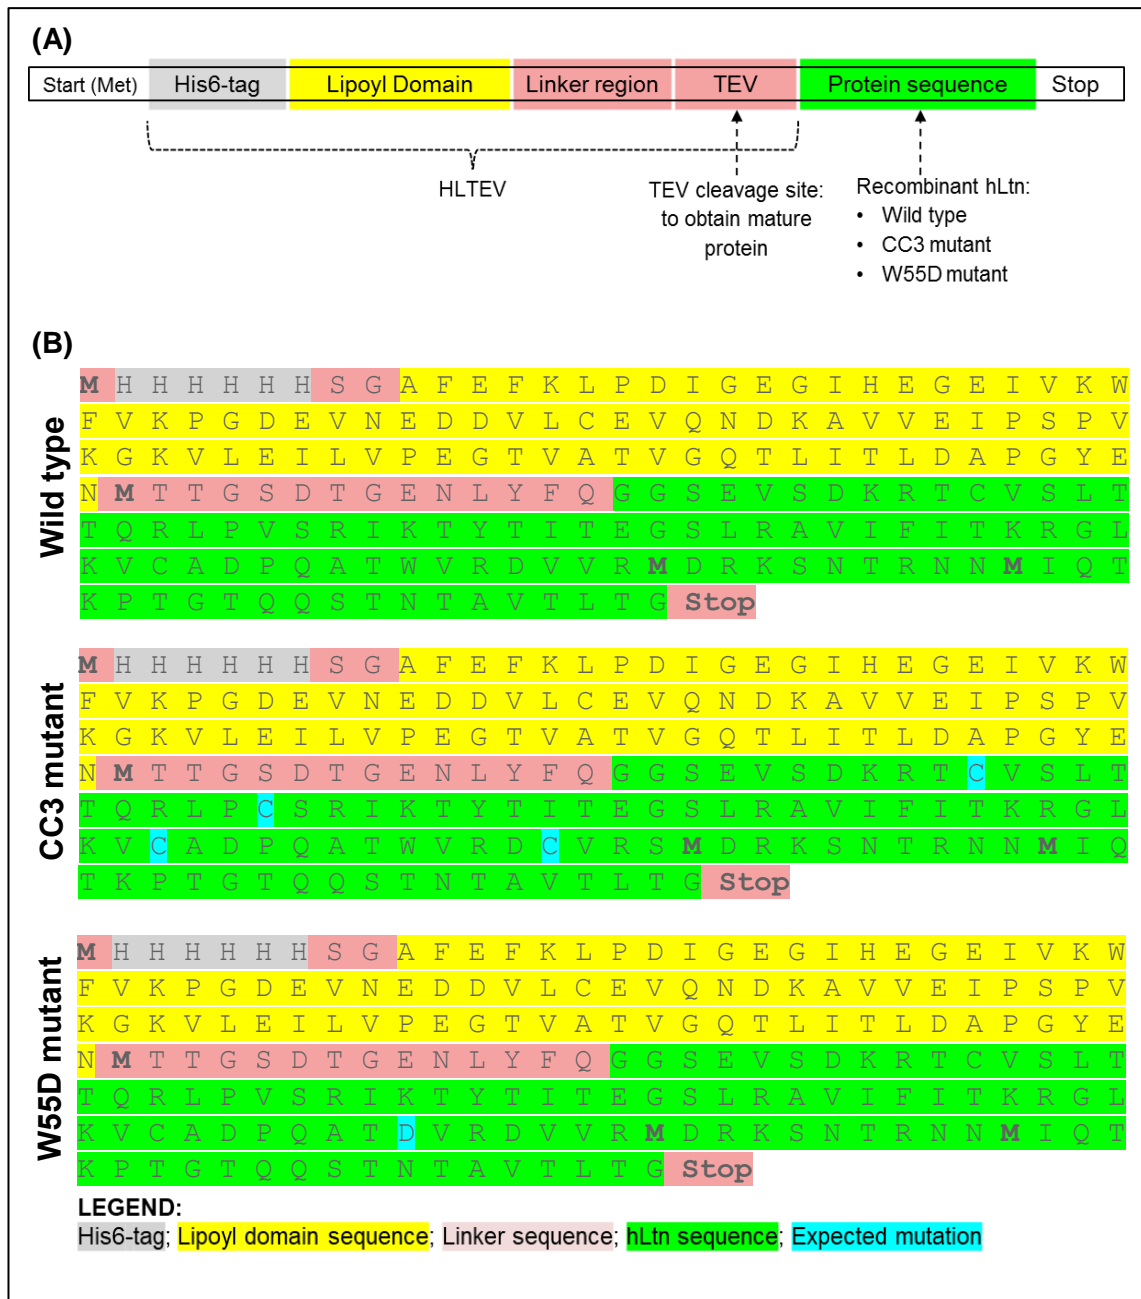 (A)
Start (Met) His6-tag Lipoyl Domain Linker region TEV Protein sequence Stop
HLTEV
TEV cleavage site:
to obtain mature
protein
Recombinant hLtn:
• Wild type
• CC3 mutant
• W55D mutant
(B)
Wild type
M H H H H H H S G A F E F K L P D I G E G I H E G E I V K W
F V K P G D E V N E D D V L C E V Q N D K A V V E I P S P V
K G K V L E I L V P E G T V A T V G Q T L I T L D A P G Y E
N M T T G S D T G E N L Y F Q G G S E V S D K R T C V S L T
T Q R L P V S R I K T Y T I T E G S L R A V I F I T K R G L
K V C A D P Q A T W V R D V V R M D R K S N T R N N M I Q T
K P T G T Q Q S T N T A V T L T G Stop
CC3 mutant
M H H H H H H S G A F E F K L P D I G E G I H E G E I V K W
F V K P G D E V N E D D V L C E V Q N D K A V V E I P S P V
K G K V L E I L V P E G T V A T V G Q T L I T L D A P G Y E
N M T T G S D T G E N L Y F Q G G S E V S D K R T C V S L T
T Q R L P C S R I K T Y T I T E G S L R A V I F I T K R G L
K V C A D P Q A T W V R D C V R S M D R K S N T R N N M I Q
T K P T G T Q Q S T N T A V T L T G Stop
W55D mutant
M H H H H H H S G A F E F K L P D I G E G I H E G E I V K W
F V K P G D E V N E D D V L C E V Q N D K A V V E I P S P V
K G K V L E I L V P E G T V A T V G Q T L I T L D A P G Y E
N M T T G S D T G E N L Y F Q G G S E V S D K R T C V S L T
T Q R L P V S R I K T Y T I T E G S L R A V I F I T K R G L
K V C A D P Q A T D V R D V V R M D R K S N T R N N M I Q T
K P T G T Q Q S T N T A V T L T G Stop
LEGEND:
His6-tag; Lipoyl domain sequence; Linker sequence; hLtn sequence; Expected mutation